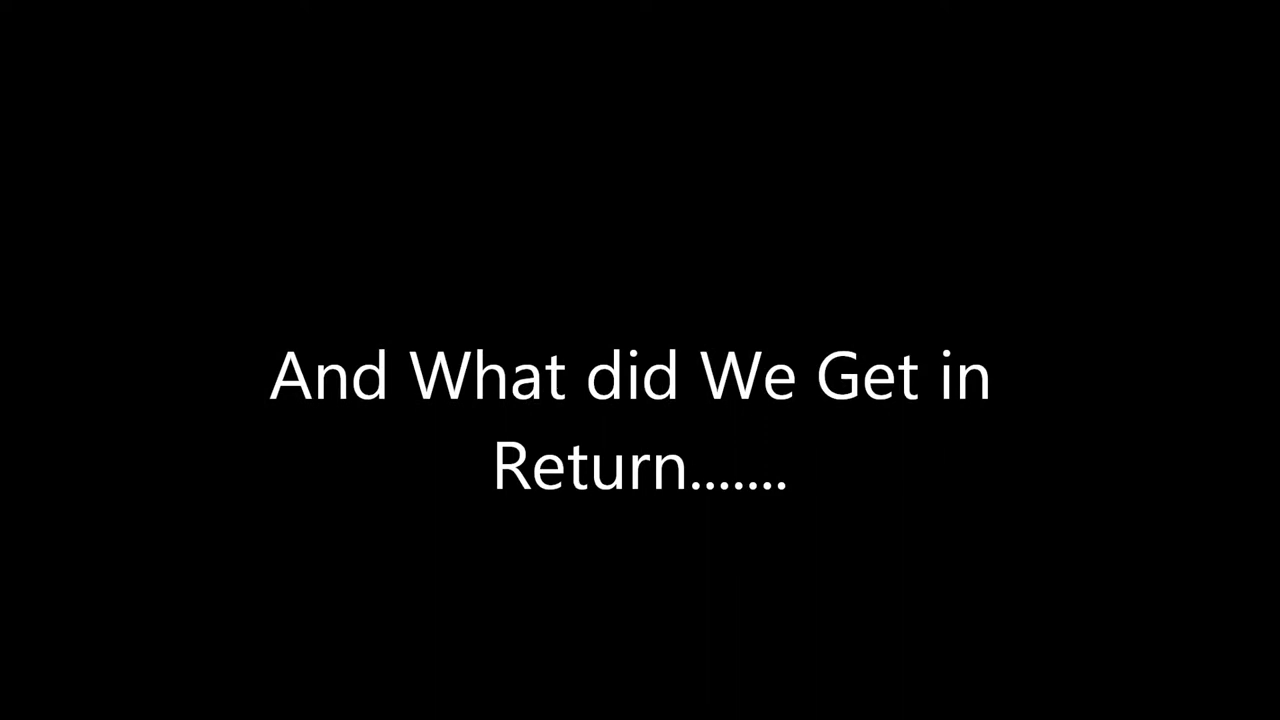 And What did We Get in
Return.......